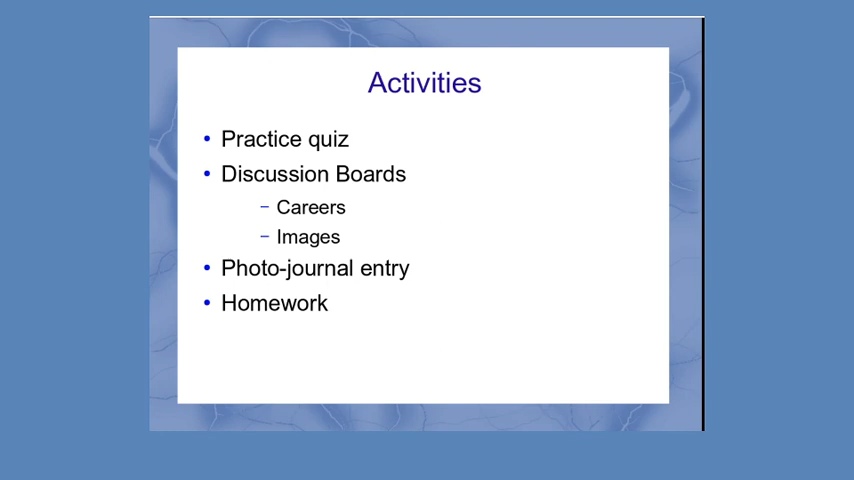 Activities
• Practice quiz
• Discussion Boards
– Careers
– Images
• Photo-journal entry
• Homework